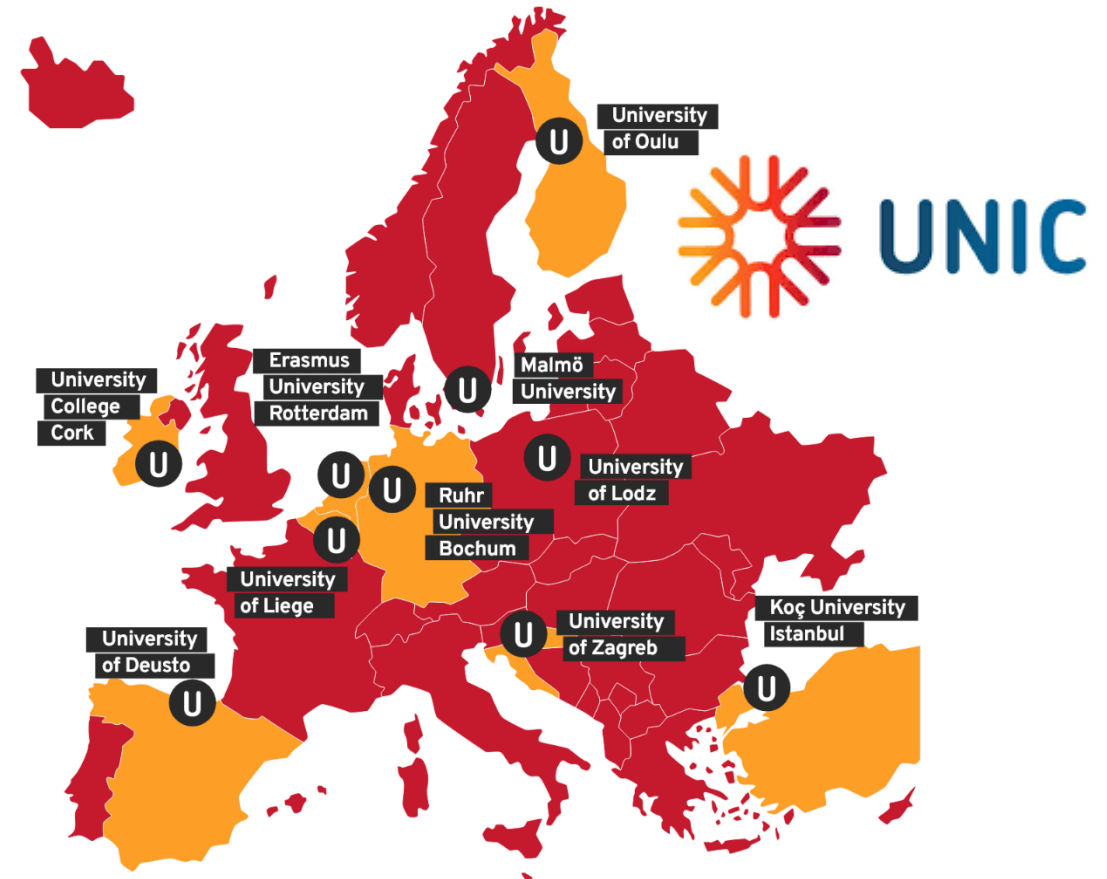 University
of Oulu
U
UNIC
Erasmus
University
Rotterdam
Malmö
University
U
University
College
Cork
U
U
U
U
University
of Lodz
Ruhr
University
Bochum
U
University
of Liege
Koç University
Istanbul
University
of Zagreb
U
University
of Deusto
U
U